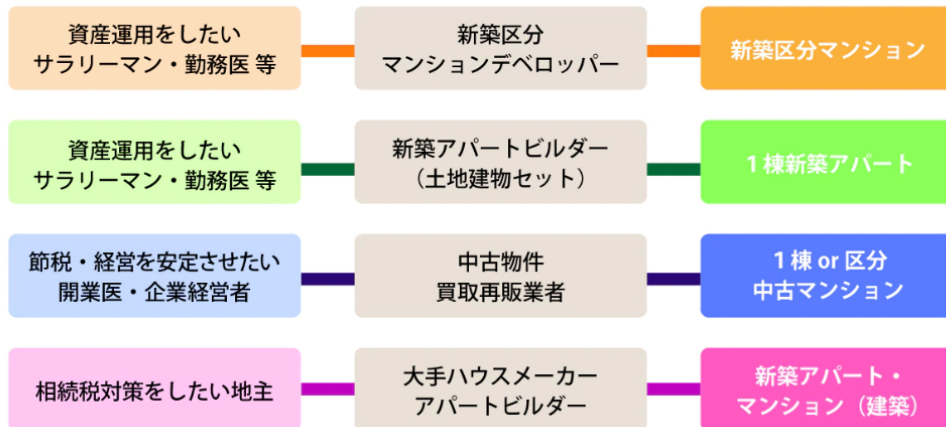 資産運用をしたい
サラリーマン・勤務医 等
新築区分
マンションデベロッパー
新築区分マンション
資産運用をしたい
サラリーマン・勤務医 等
新築アパートビルダー
（土地建物セット）
1棟新築アパート
節税・経営を安定させたい
開業医・企業経営者
中古物件
買取再販業者
1棟 or 区分
中古マンション
相続税対策をしたい地主
大手ハウスメーカー
アパートビルダー
新築アパート・
マンション（建築）